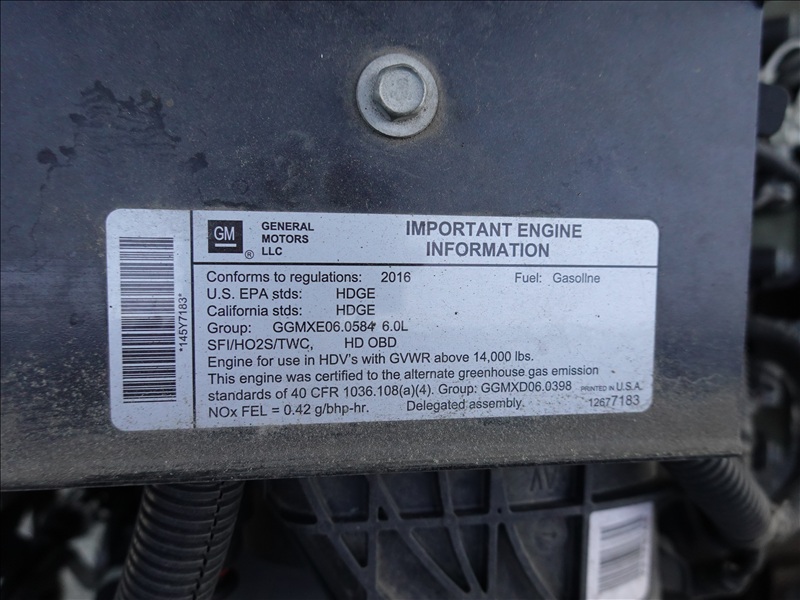 *145Y7183*
GM ®
GENERAL
MOTORS
LLC
IMPORTANT ENGINE
INFORMATION
Conforms to regulations: 2016 Fuel: Gasoline
U.S. EPA stds: HDGE
California stds: HDGE
Group: GGMXE06.0584 6.0L
SFI/HO2S/TWC, HD OBD
Engine for use in HDV's with GVWR above 14,000 lbs.
This engine was certified to the alternate greenhouse gas emission
standards of 40 CFR 1036.108(a)(4). Group: GGMXD06.0398 PRINTED IN U.S.A.
NOx FEL = 0.42 g/bhp-hr. Delegated assembly. 12677183